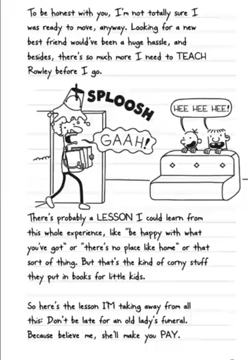 To be honest with you, I'm not totally sure I
was ready to move, anyway. Looking for a new
best friend would've been a huge hassle, and
besides, there's so much more I need to TEACH
Rowley before I go.
SPLOOSH
HEE HEE HEE!
GAAH!
There's probably a LESSON I could learn from
this whole experience, like "be happy with what
you've got" or "there's no place like home" or that
sort of thing. But that's the kind of corny stuff
they put in books for little kids.
So here's the lesson I'M taking away from all
this: Don't be late for an old lady's funeral.
Because believe me, she'll make you PAY.